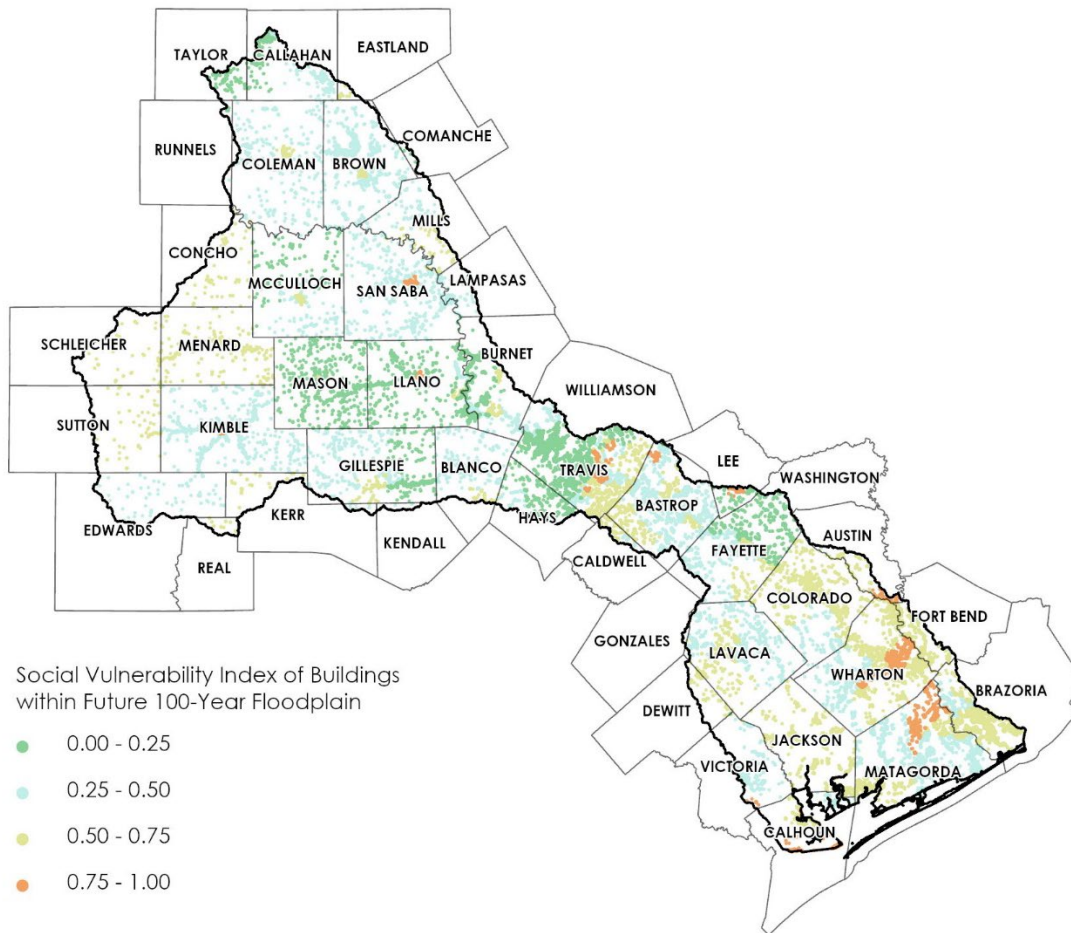 TAYLOR
CALLAHAN
EASTLAND
RUNNELS
COLEMAN
BROWN
COMANCHE
CONCHO
MCCULLOCH
SAN SABA
MILLS
LAMPASAS
SCHLEICHER
MENARD
MASON
LLANO
BURNET
WILLIAMSON
SUTTON
KIMBLE
GILLESPIE
BLANCO
TRAVIS
LEE
WASHINGTON
EDWARDS
REAL
KERR
KENDALL
HAYS
BASTROP
CALDWELL
FAYETTE
AUSTIN
COLORADO
FORT BEND
GONZALES
LAVACA
WHARTON
BRAZORIA
DEWITT
JACKSON
VICTORIA
MATAGORDA
CALHOUN
Social Vulnerability Index of Buildings
within Future 100-Year Floodplain
0.00 - 0.25
0.25 - 0.50
0.50 - 0.75
0.75 - 1.00